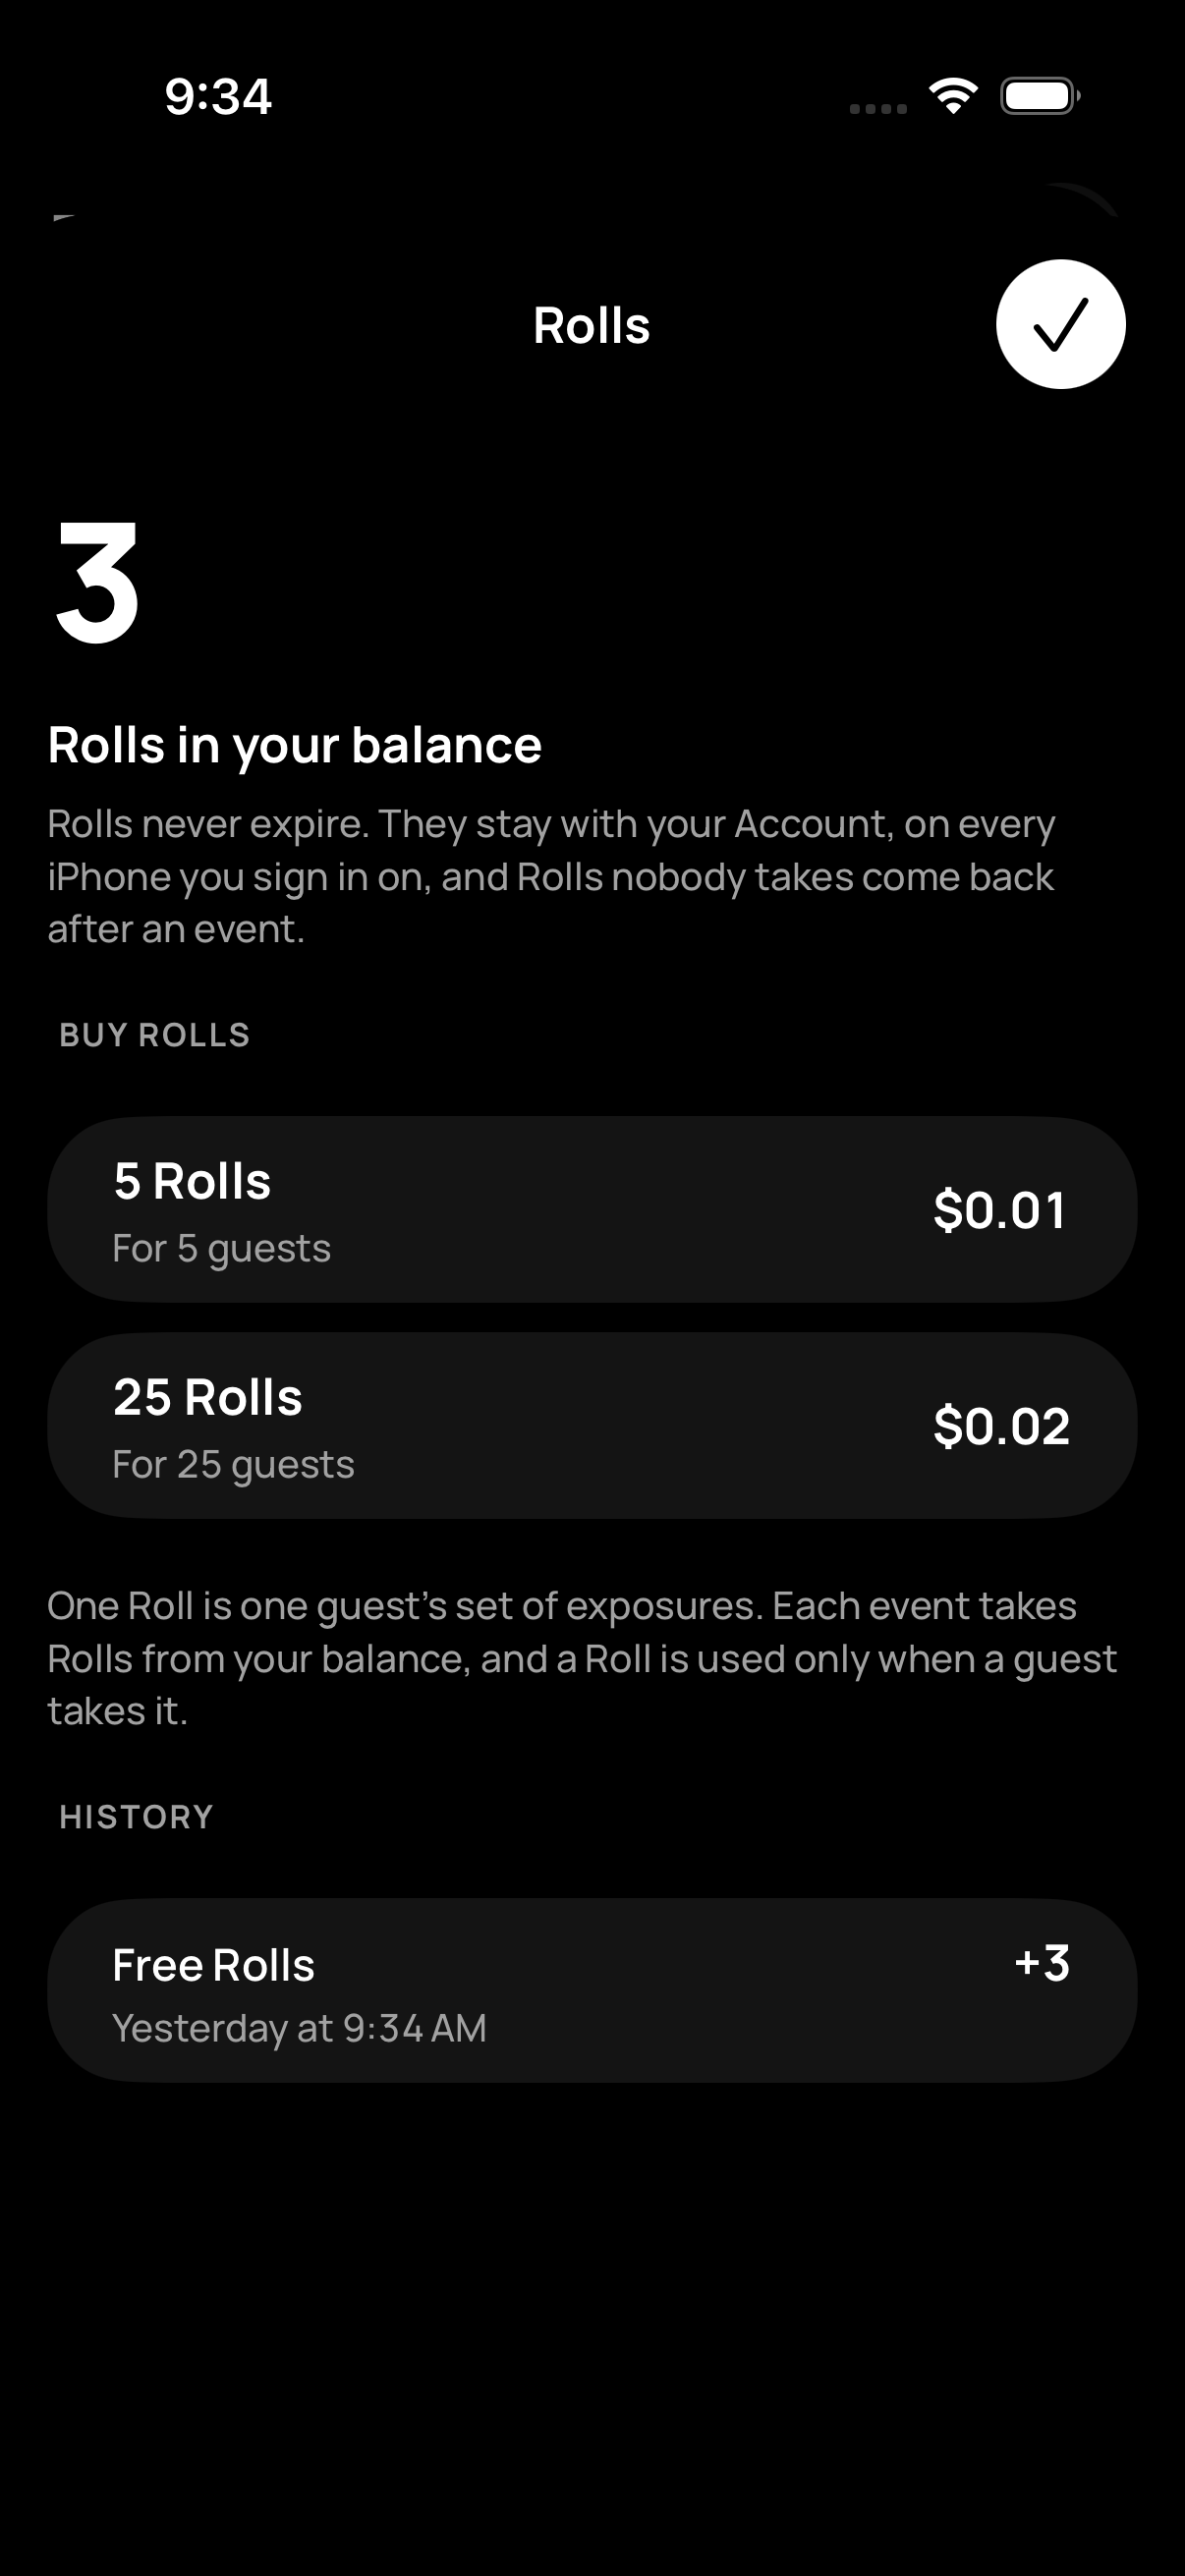 9:34
Rolls
3
Rolls in your balance
Rolls never expire. They stay with your Account, on every
iPhone you sign in on, and Rolls nobody takes come back
after an event.
BUY ROLLS
5 Rolls
$0.01
For 5 guests
25 Rolls
$0.02
For 25 guests
One Roll is one guest’s set of exposures. Each event takes
Rolls from your balance, and a Roll is used only when a guest
takes it.
HISTORY
Free Rolls
+3
Yesterday at 9:34 AM